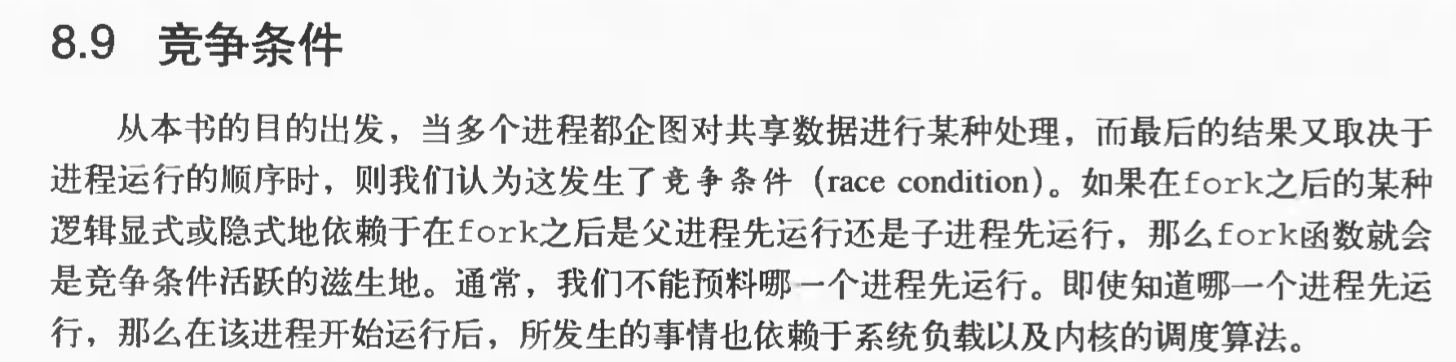 8.9 竞争条件
从本书的目的出发，当多个进程都企图对共享数据进行某种处理，而最后的结果又取决于
进程运行的顺序时，则我们认为这发生了竞争条件（race condition）。如果在fork之后的某种
逻辑显式或隐式地依赖于在fork之后是父进程先运行还是子进程先运行，那么fork函数就会
是竞争条件活跃的滋生地。通常，我们不能预料哪一个进程先运行。即使知道哪一个进程先运
行，那么在该进程开始运行后，所发生的事情也依赖于系统负载以及内核的调度算法。